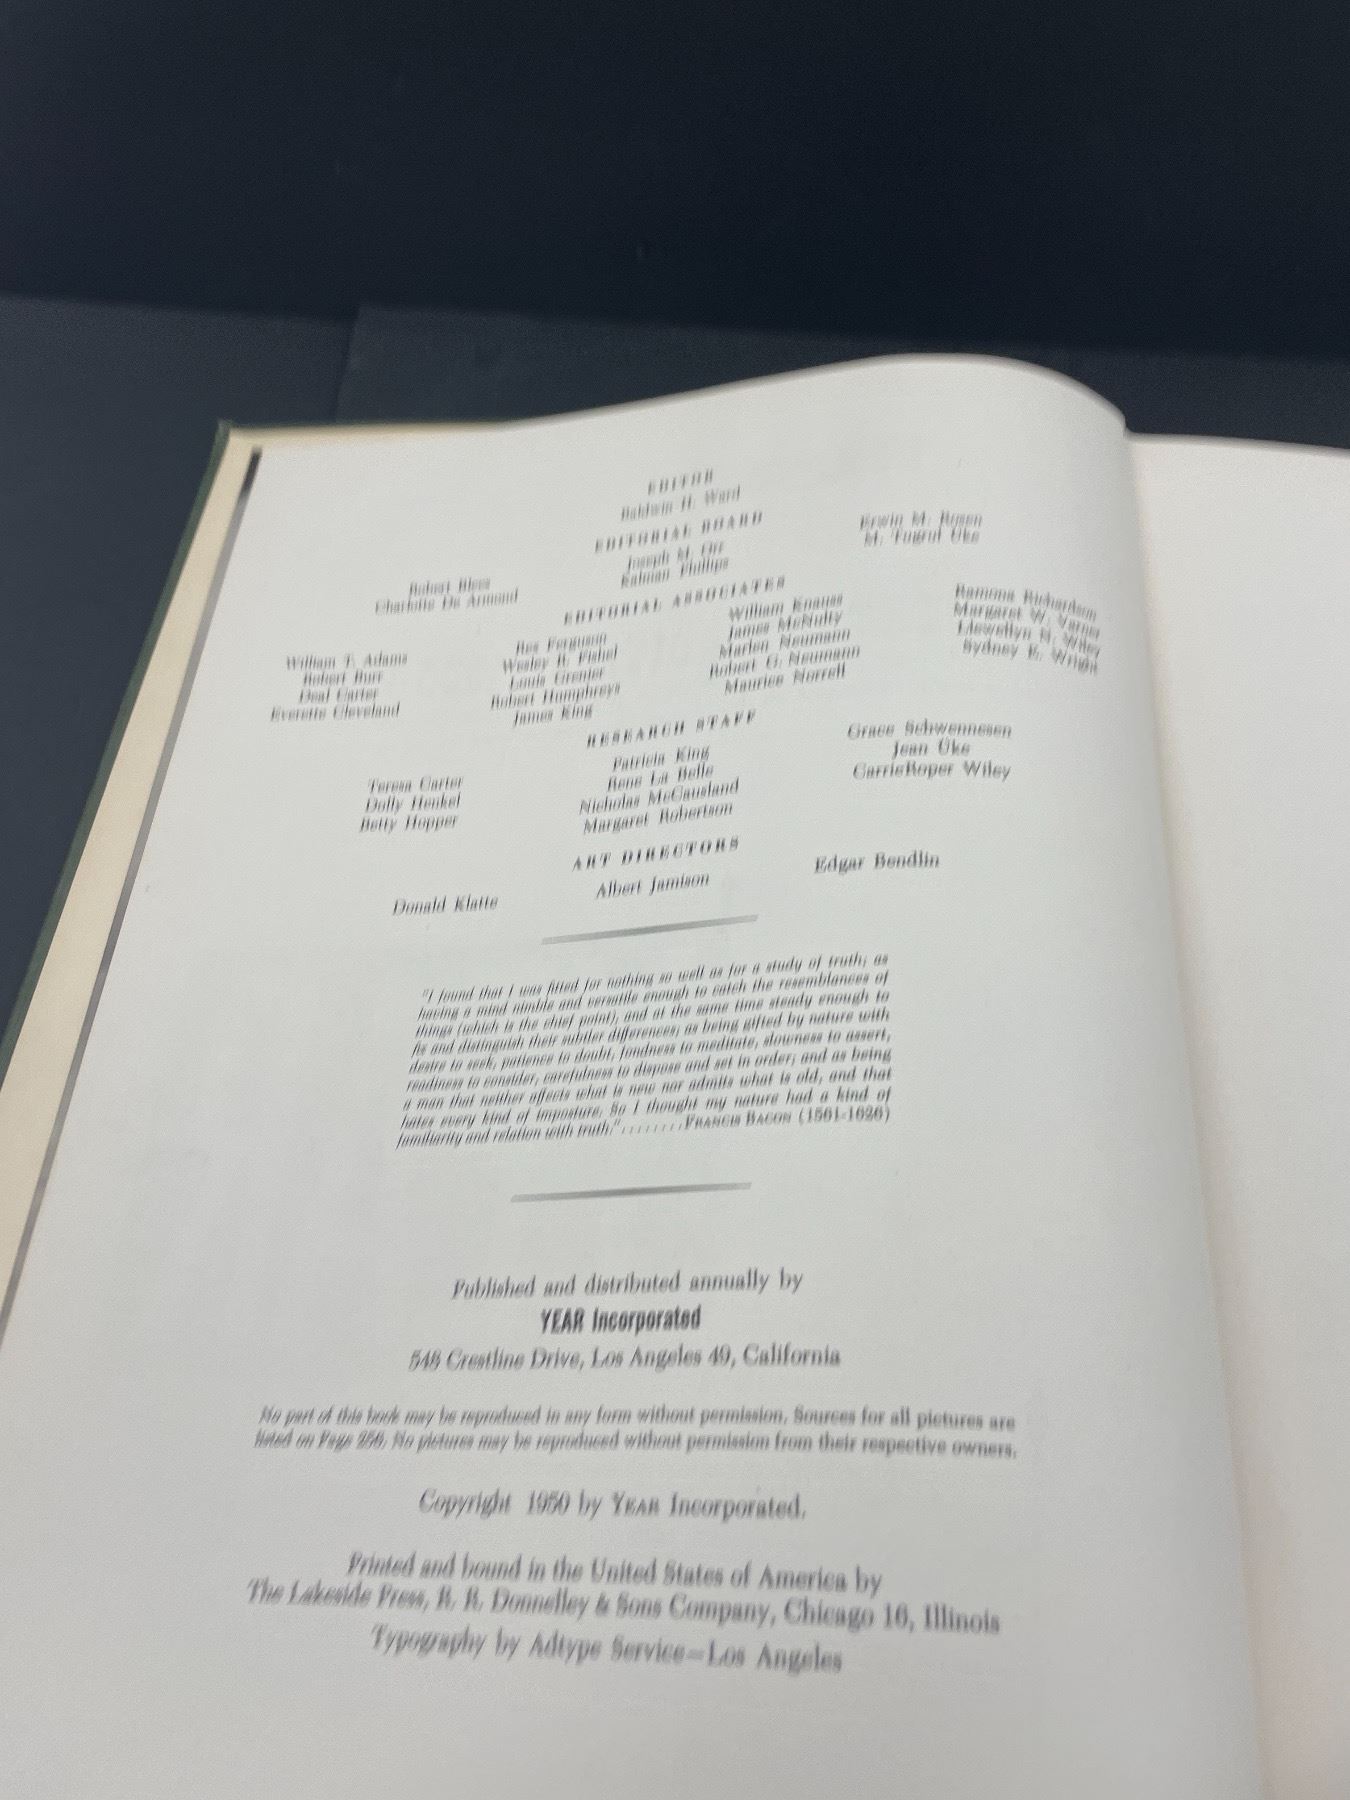 EDITOR
Baldwin H. Ward
EDITORIAL BOARD
Robert Blees
Charlotte De Armond
Joseph M. Orr
Kalman Phillips
Erwin M. Rosen
M. Tugrul Uke
EDITORIAL ASSOCIATES
William T. Adams
Robert Burr
Deal Carter
Everette Cleveland
Rex Ferguson
Wesley R. Fishel
Louis Grenier
Robert Humphreys
James King
William Knauss
James McNulty
Marlen Neumann
Robert G. Neumann
Maurice Norrell
Ramona Richardson
Margaret W. Varner
Llewellyn N. Wiley
Sydney E. Wright
RESEARCH STAFF
Teresa Carter
Dolly Henkel
Betty Hopper
Patricia King
Rene La Belle
Nicholas McCausland
Margaret Robertson
Grace Schwennesen
Jean Uke
Carrie Roper Wiley
ART DIRECTORS
Donald Klatte
Albert Jamison
Edgar Bendlin
"I found that I was fitted for nothing so well as for a study of truth; as
having a mind nimble and versatile enough to catch the resemblances of
things (which is the chief point), and at the same time steady enough to
fix and distinguish their subtler differences; as being gifted by nature with
desire to seek, patience to doubt, fondness to meditate, slowness to assert,
readiness to consider, carefulness to dispose and set in order; and as being
a man that neither affects what is new nor admits what is old, and that
hates every kind of imposture. So I thought my nature had a kind of
familiarity and relation with truth." ........ FRANCIS BACON (1561-1626)
Published and distributed annually by
YEAR Incorporated
548 Crestline Drive, Los Angeles 49, California
No part of this book may be reproduced in any form without permission. Sources for all pictures are
listed on Page 256. No pictures may be reproduced without permission from their respective owners.
Copyright 1950 by YEAR Incorporated.
Printed and bound in the United States of America by
The Lakeside Press, R. R. Donnelley & Sons Company, Chicago 16, Illinois
Typography by Adtype Service—Los Angeles